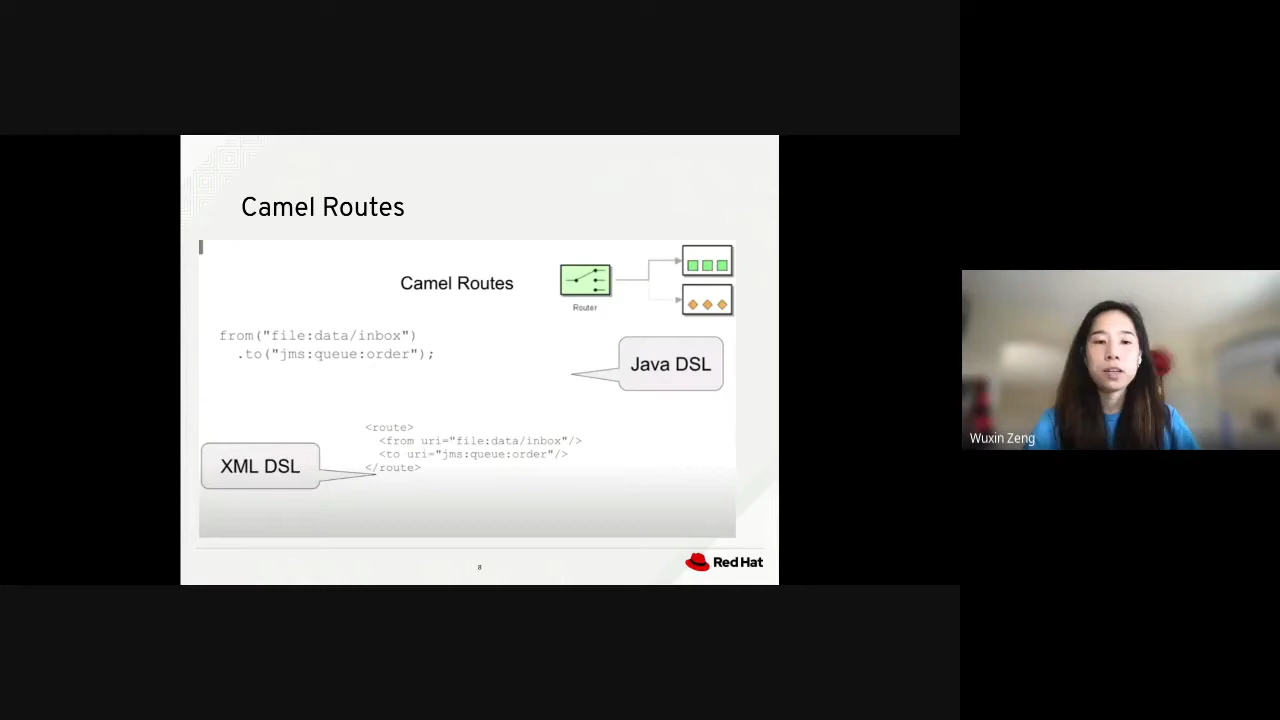 Camel Routes
Camel Routes
Router
from("file:data/inbox")
.to("jms:queue:order");
Java DSL
<route>
<from uri="file:data/inbox"/>
<to uri="jms:queue:order"/>
</route>
XML DSL
8
Red Hat
Wuxin Zeng